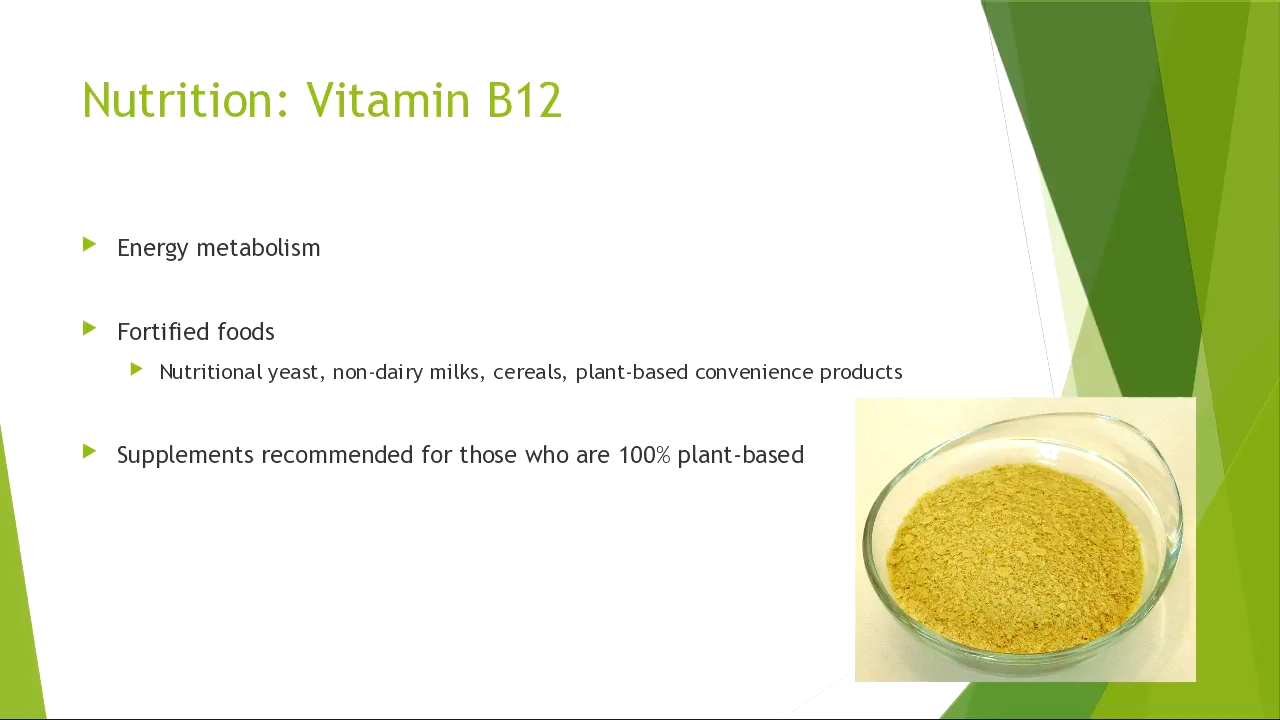 Nutrition: Vitamin B12
Energy metabolism
Fortified foods
Nutritional yeast, non-dairy milks, cereals, plant-based convenience products
Supplements recommended for those who are 100% plant-based